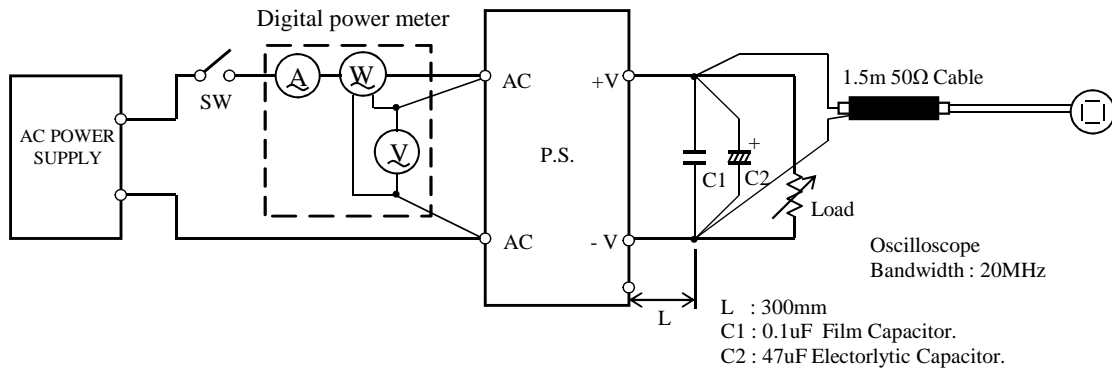 Digital power meter
SW
A
W
V
AC POWER
SUPPLY
AC
+V
P.S.
AC
- V
C1
+
C2
Load
1.5m 50Ω Cable
Oscilloscope
Bandwidth : 20MHz
L
L : 300mm
C1 : 0.1uF Film Capacitor.
C2 : 47uF Electorlytic Capacitor.